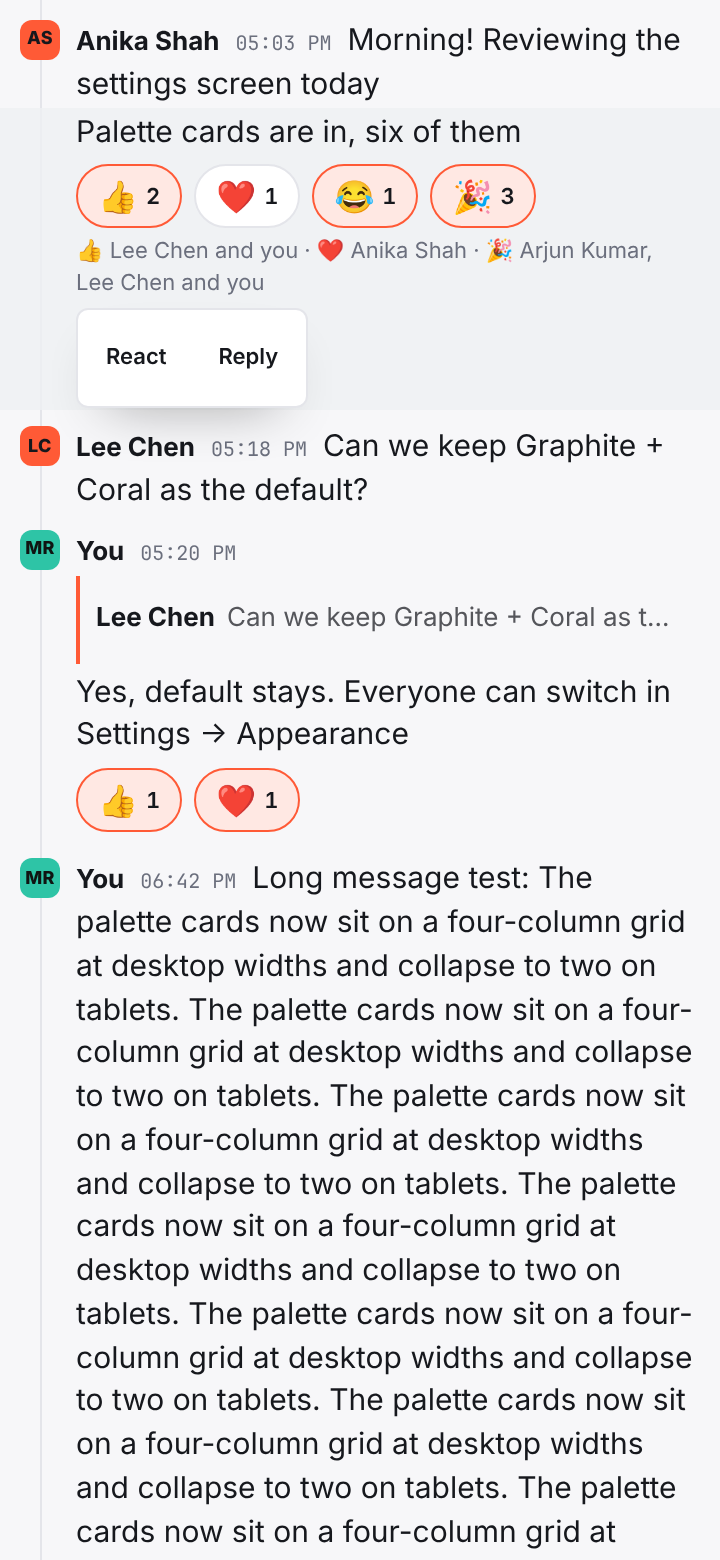 AS Anika Shah 05:03 PM Morning! Reviewing the
settings screen today
Palette cards are in, six of them
👍 2 ❤️ 1 😂 1 🎉 3
👍 Lee Chen and you · ❤️ Anika Shah · 🎉 Arjun Kumar,
Lee Chen and you
React Reply
LC Lee Chen 05:18 PM Can we keep Graphite +
Coral as the default?
MR You 05:20 PM
Lee Chen Can we keep Graphite + Coral as t...
Yes, default stays. Everyone can switch in
Settings → Appearance
👍 1 ❤️ 1
MR You 06:42 PM Long message test: The
palette cards now sit on a four-column grid
at desktop widths and collapse to two on
tablets. The palette cards now sit on a four-
column grid at desktop widths and collapse
to two on tablets. The palette cards now sit
on a four-column grid at desktop widths
and collapse to two on tablets. The palette
cards now sit on a four-column grid at
desktop widths and collapse to two on
tablets. The palette cards now sit on a four-
column grid at desktop widths and collapse
to two on tablets. The palette cards now sit
on a four-column grid at desktop widths
and collapse to two on tablets. The palette
cards now sit on a four-column grid at